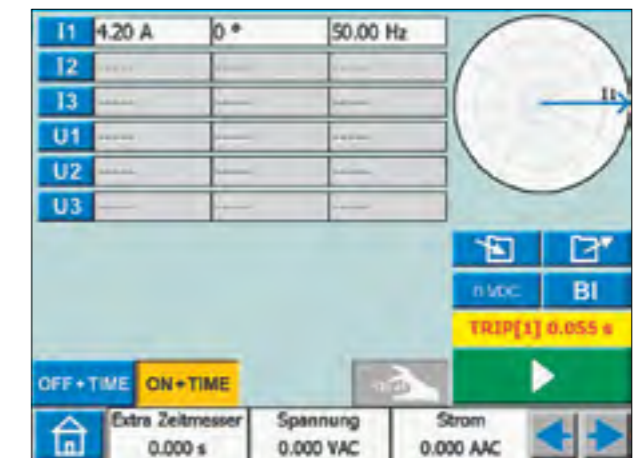 I1 4.20 A 0 ° 50.00 Hz
I2 ----- ----- -----
I3 ----- ----- -----
U1 ----- ----- -----
U2 ----- ----- -----
U3 ----- ----- -----
I1
0 VDC BI
TRIP[1] 0.055 s
OFF+TIME ON+TIME
Extra Zeitmesser Spannung Strom
0.000 s 0.000 VAC 0.000 AAC